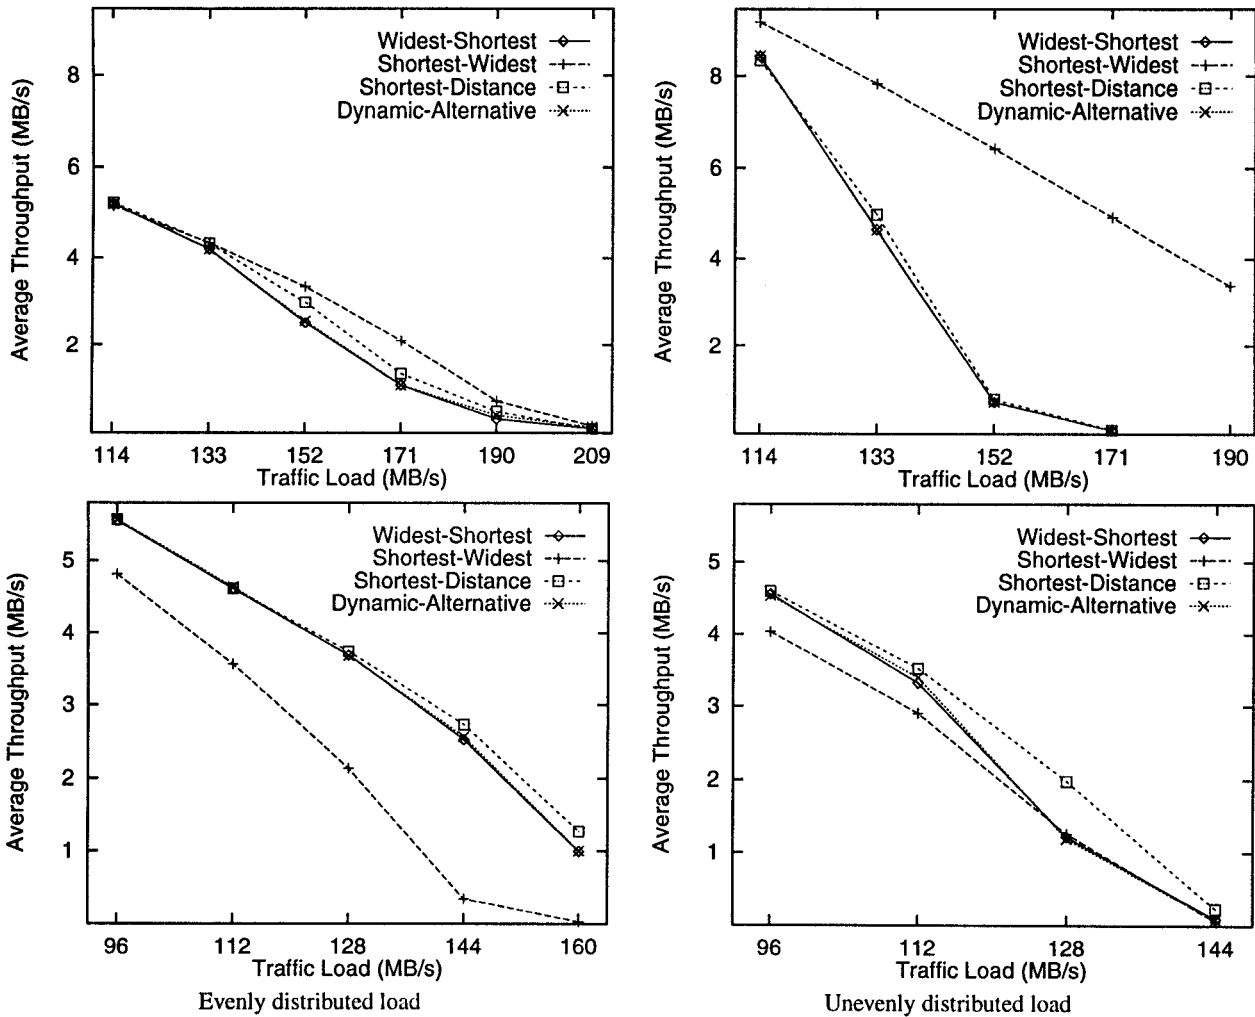 Widest-Shortest
Shortest-Widest
Shortest-Distance
Dynamic-Alternative
Average Throughput (MB/s)
8
6
4
2
114 133 152 171 190 209
Traffic Load (MB/s)
Widest-Shortest
Shortest-Widest
Shortest-Distance
Dynamic-Alternative
Average Throughput (MB/s)
8
6
4
2
114 133 152 171 190
Traffic Load (MB/s)
Widest-Shortest
Shortest-Widest
Shortest-Distance
Dynamic-Alternative
Average Throughput (MB/s)
5
4
3
2
1
96 112 128 144 160
Traffic Load (MB/s)
Evenly distributed load
Widest-Shortest
Shortest-Widest
Shortest-Distance
Dynamic-Alternative
Average Throughput (MB/s)
5
4
3
2
1
96 112 128 144
Traffic Load (MB/s)
Unevenly distributed load